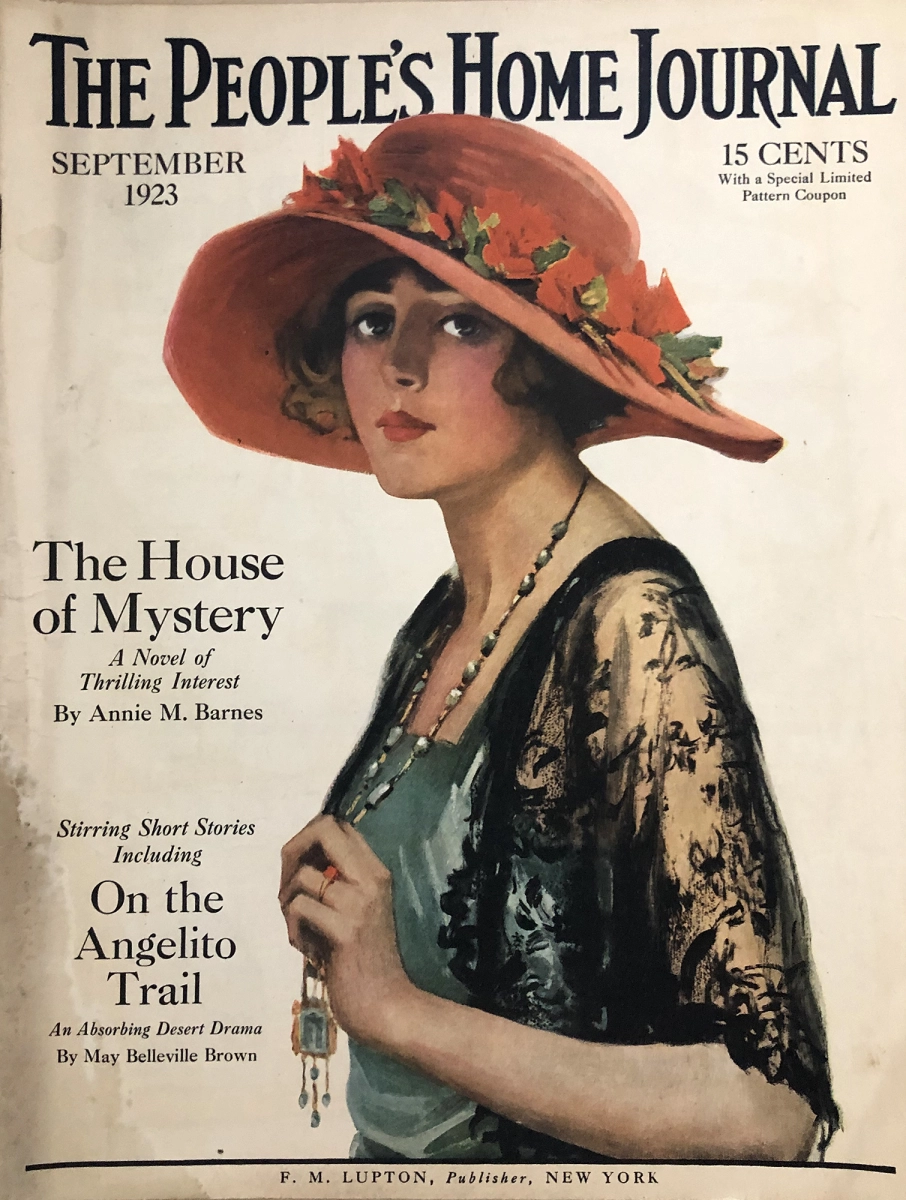 THE PEOPLE'S HOME JOURNAL
SEPTEMBER
1923
15 CENTS
With a Special Limited
Pattern Coupon
The House
of Mystery
A Novel of
Thrilling Interest
By Annie M. Barnes
Stirring Short Stories
Including
On the
Angelito
Trail
An Absorbing Desert Drama
By May Belleville Brown
F. M. LUPTON, Publisher, NEW YORK